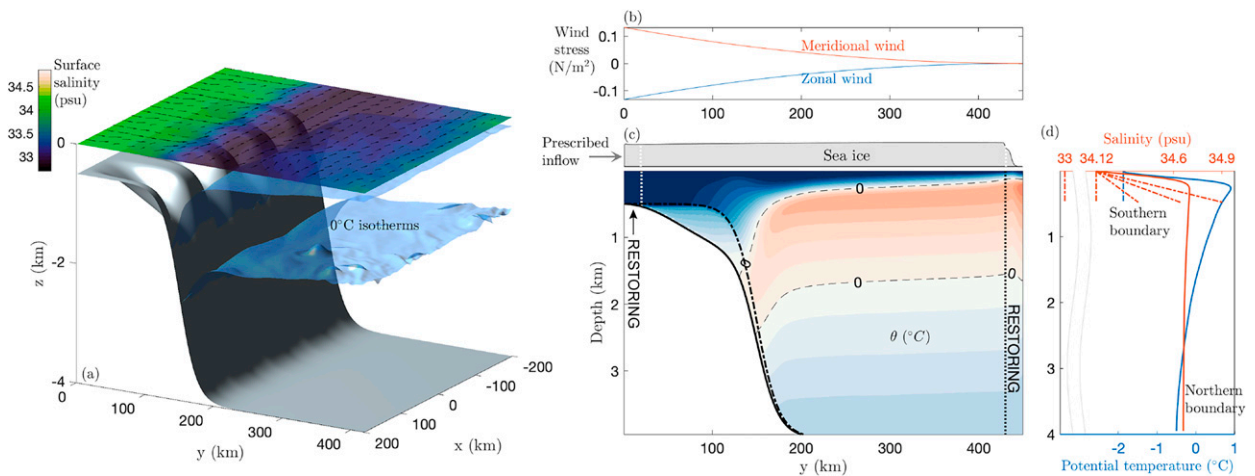 Surface
salinity
(psu)
34.5
34
33.5
33
0
-2
-4
z (km)
0°C isotherms
(a)
0
100
200
300
400
y (km)
200
100
0
-100
-200
x (km)
(b)
Wind
stress
(N/m²)
0.1
0
-0.1
Meridional wind
Zonal wind
0
100
200
300
400
(c)
Prescribed
inflow
Sea ice
0
0
0
0
RESTORING
RESTORING
θ (°C)
1
2
3
Depth (km)
0
100
200
300
400
y (km)
(d)
Salinity (psu)
33
34.12
34.6
34.9
Southern
boundary
Northern
boundary
1
2
3
4
-2
-1
0
1
Potential temperature (°C)